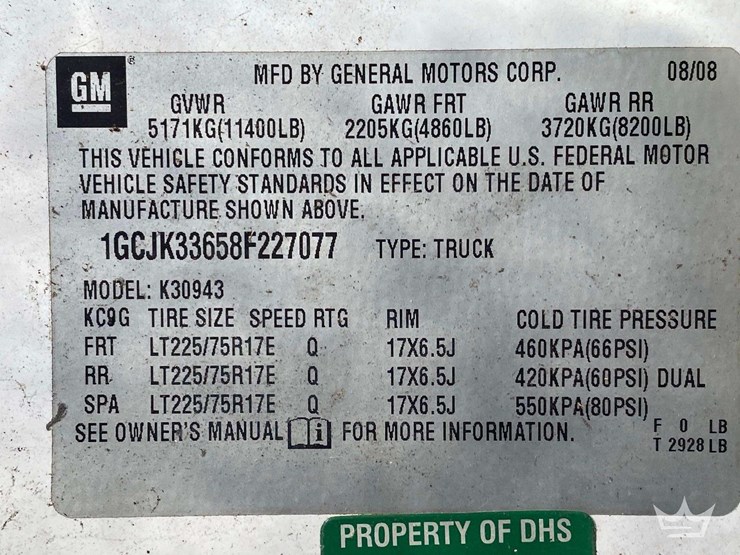 GM ® MFD BY GENERAL MOTORS CORP. 08/08
GVWR GAWR FRT GAWR RR
5171KG(11400LB) 2205KG(4860LB) 3720KG(8200LB)
THIS VEHICLE CONFORMS TO ALL APPLICABLE U.S. FEDERAL MOTOR
VEHICLE SAFETY STANDARDS IN EFFECT ON THE DATE OF
MANUFACTURE SHOWN ABOVE.
1GCJK33658F227077 TYPE: TRUCK
MODEL: K30943
KC9G TIRE SIZE SPEED RTG RIM COLD TIRE PRESSURE
FRT LT225/75R17E Q 17X6.5J 460KPA(66PSI)
RR LT225/75R17E Q 17X6.5J 420KPA(60PSI) DUAL
SPA LT225/75R17E Q 17X6.5J 550KPA(80PSI)
SEE OWNER'S MANUAL i FOR MORE INFORMATION. F 0 LB
T 2928 LB
PROPERTY OF DHS